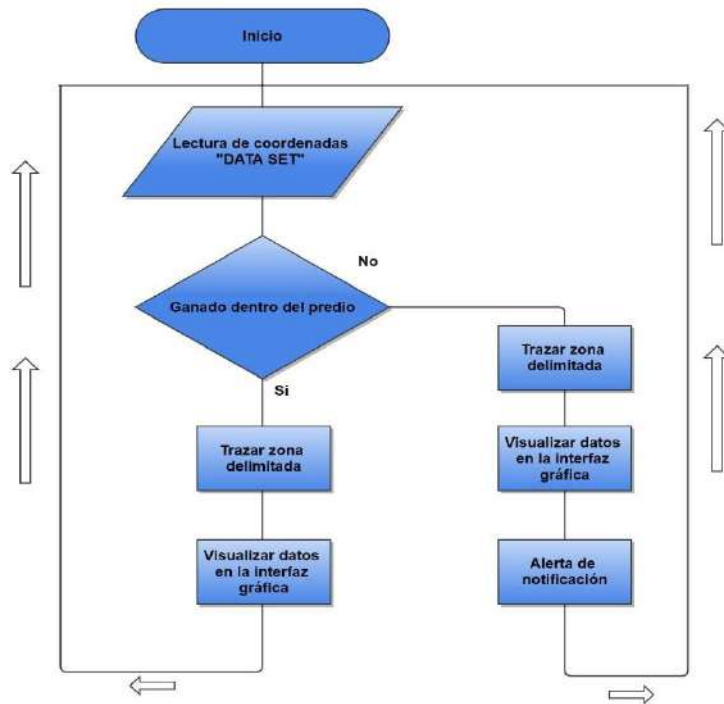 Inicio
Lectura de coordenadas
"DATA SET"
No
Ganado dentro del predio
Si
Trazar zona
delimitada
Visualizar datos
en la interfaz
gráfica
Trazar zona
delimitada
Visualizar datos
en la interfaz
gráfica
Alerta de
notificación